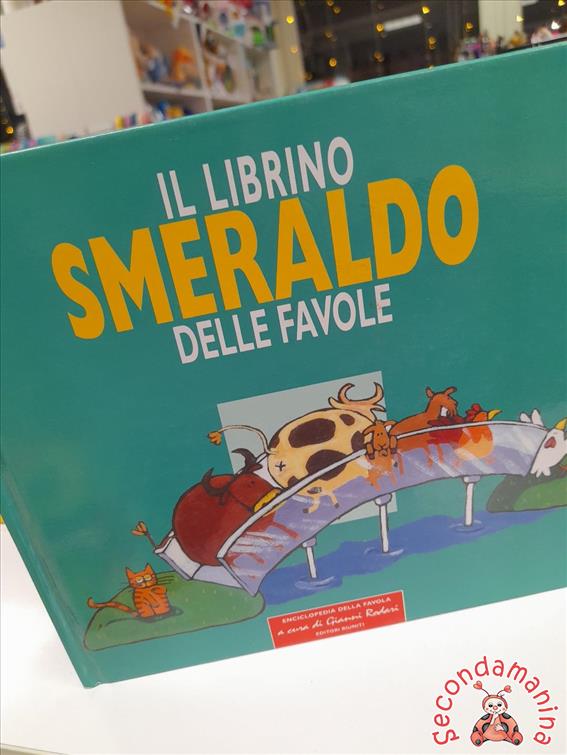 IL LIBRINO
SMERALDO
DELLE FAVOLE
ENCICLOPEDIA DELLA FAVOLA
a cura di Gianni Rodari
EDITORI RIUNITI
Secondamanina